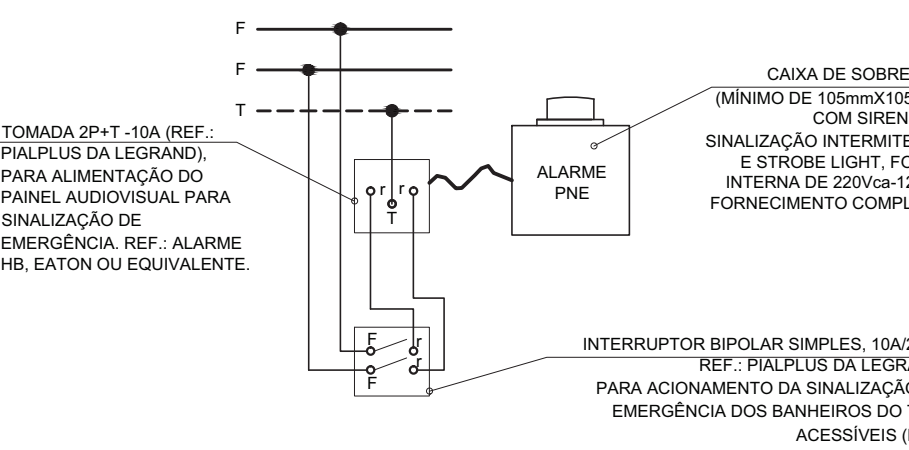 F
F
T
TOMADA 2P+T -10A (REF.:
PIALPLUS DA LEGRAND),
PARA ALIMENTAÇÃO DO
PAINEL AUDIOVISUAL PARA
SINALIZAÇÃO DE
EMERGÊNCIA. REF.: ALARME
HB, EATON OU EQUIVALENTE.
r r
T
ALARME
PNE
CAIXA DE SOBRE
(MÍNIMO DE 105mmX105
COM SIREN
SINALIZAÇÃO INTERMITE
E STROBE LIGHT, FO
INTERNA DE 220Vca-12
FORNECIMENTO COMPL
F r
r
F
INTERRUPTOR BIPOLAR SIMPLES, 10A/2
REF.: PIALPLUS DA LEGRA
PARA ACIONAMENTO DA SINALIZAÇÃO
EMERGÊNCIA DOS BANHEIROS DO
ACESSÍVEIS (